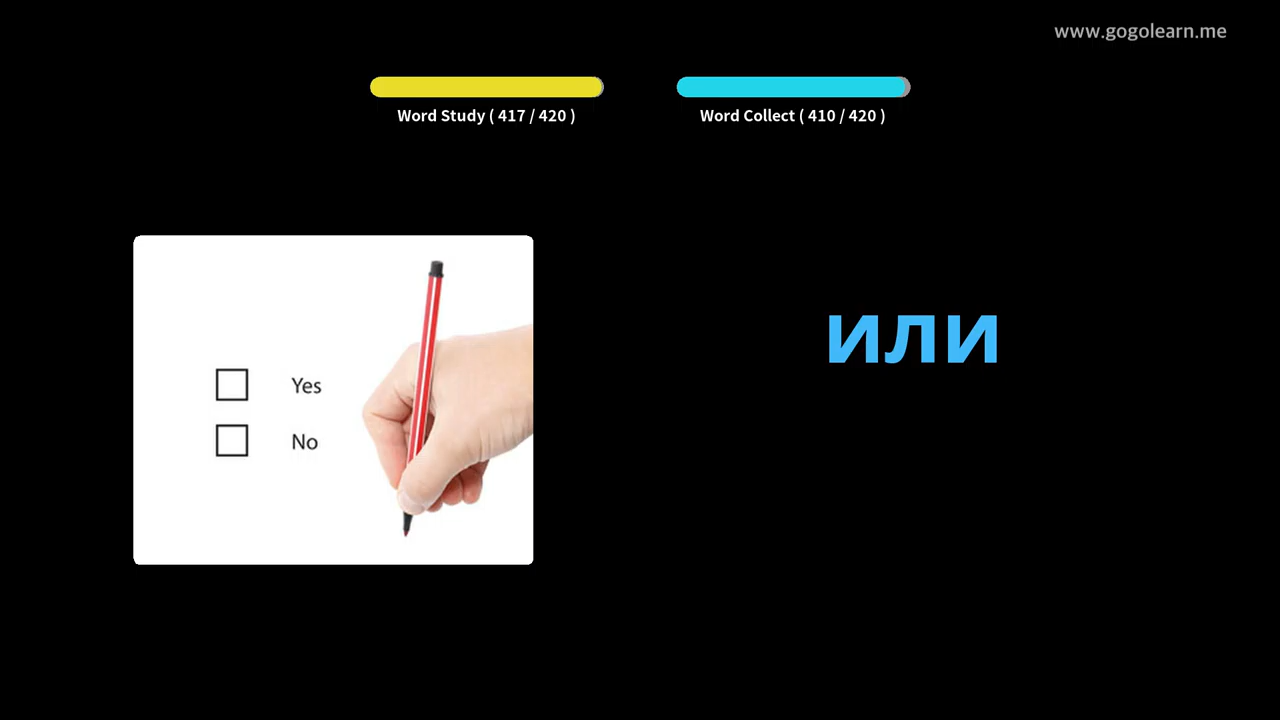 www.gogolearn.me
Word Study ( 417 / 420 )
Word Collect ( 410 / 420 )
Yes
No
или